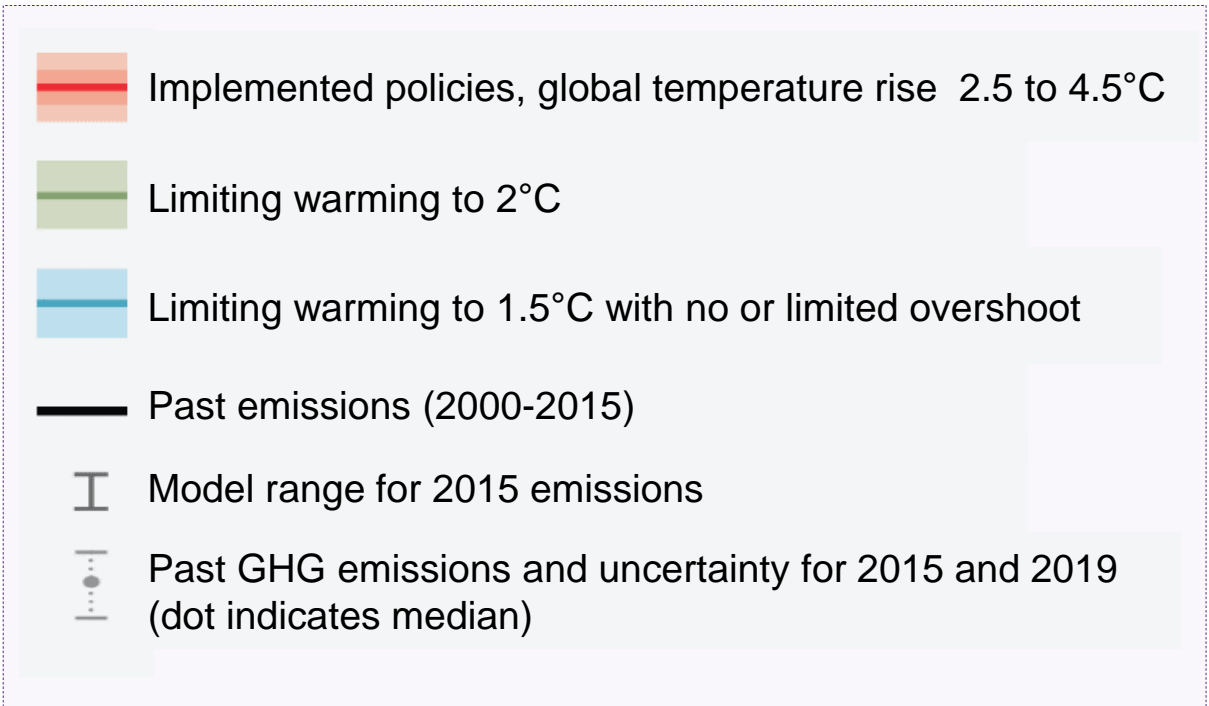 Implemented policies, global temperature rise  2.5 to 4.5°C
Limiting warming to 2°C
Limiting warming to 1.5°C with no or limited overshoot
Past emissions (2000-2015)
Model range for 2015 emissions
Past GHG emissions and uncertainty for 2015 and 2019
(dot indicates median)